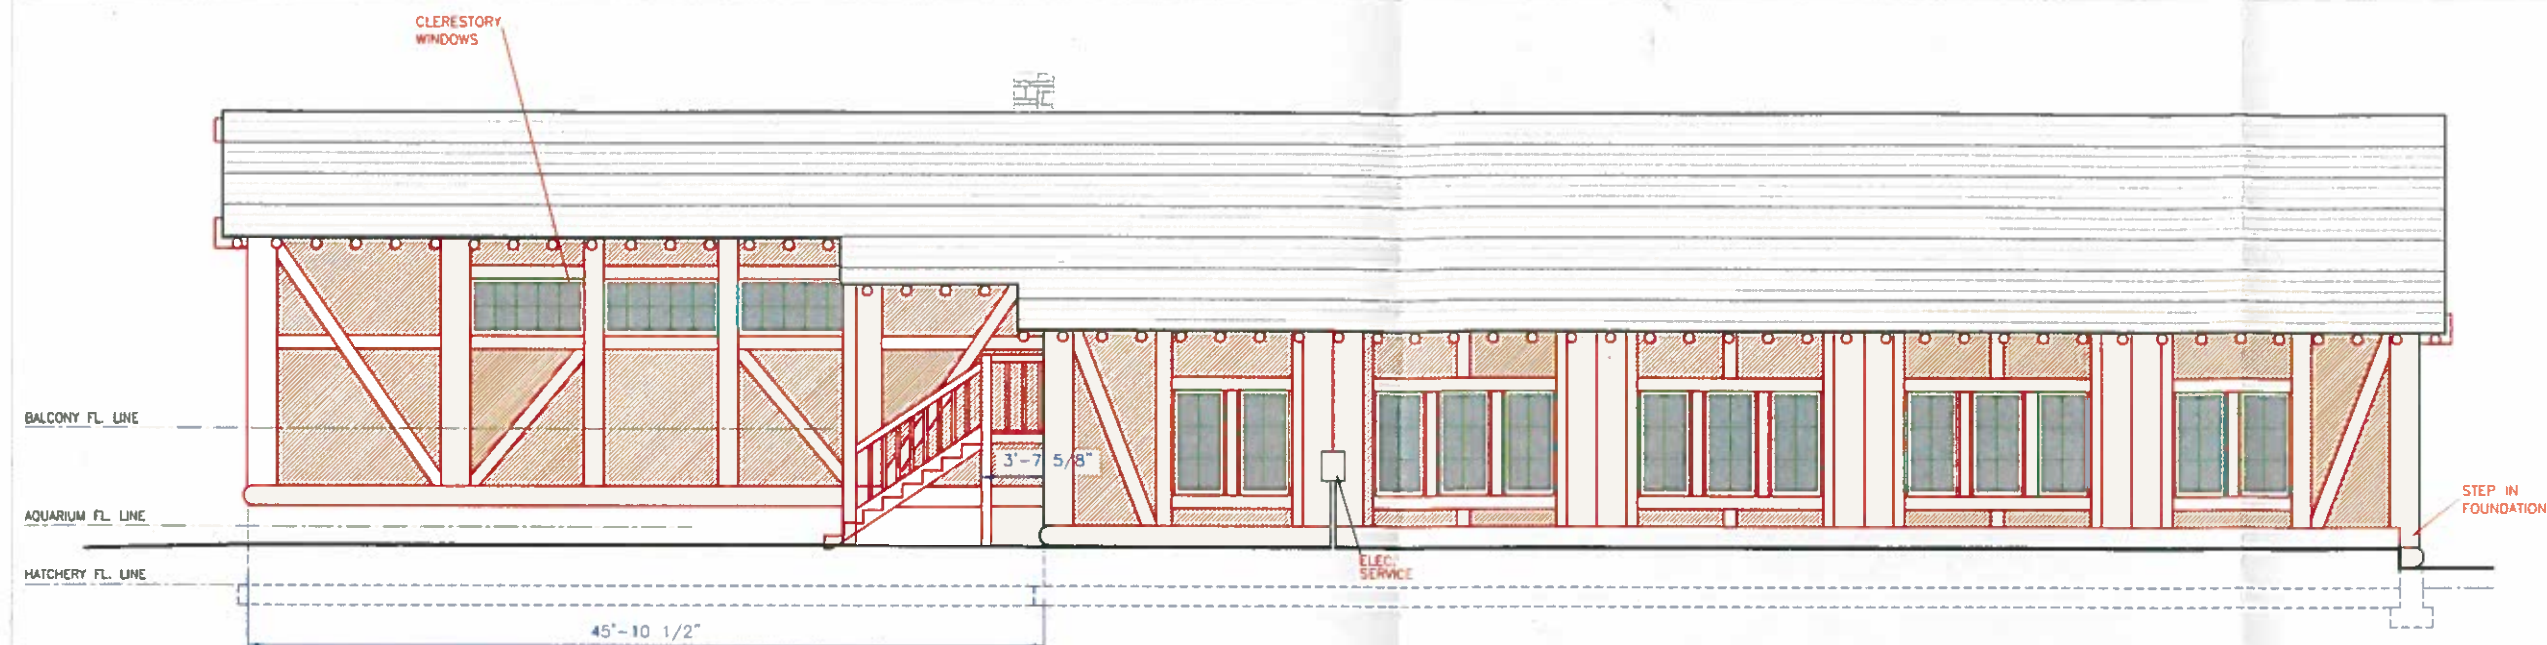 CLERESTORY
WINDOWS
BALCONY FL. LINE
3'-7 5/8"
AQUARIUM FL. LINE
STEP IN
FOUNDATION
ELEC.
SERVICE
HATCHERY FL. LINE
45'-10 1/2"